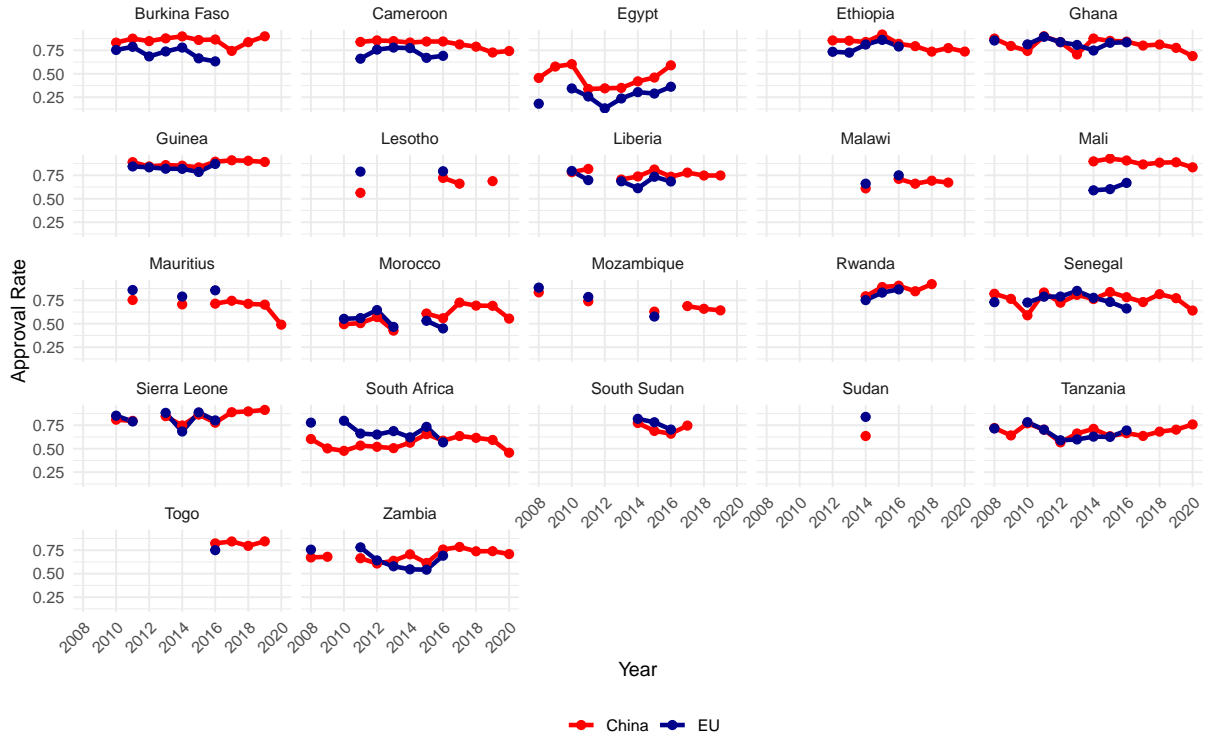 Burkina Faso Cameroon Egypt Ethiopia Ghana
0.75
0.50
0.25
Guinea Lesotho Liberia Malawi Mali
0.75
0.50
0.25
Mauritius Morocco Mozambique Rwanda Senegal
0.75
0.50
0.25
Approval Rate
Sierra Leone South Africa South Sudan Sudan Tanzania
0.75
0.50
0.25
2008 2010 2012 2014 2016 2018 2020 2008 2010 2012 2014 2016 2018 2020 2008 2010 2012 2014 2016 2018 2020
Togo Zambia
0.75
0.50
0.25
2008 2010 2012 2014 2016 2018 2020 2008 2010 2012 2014 2016 2018 2020
Year
China EU